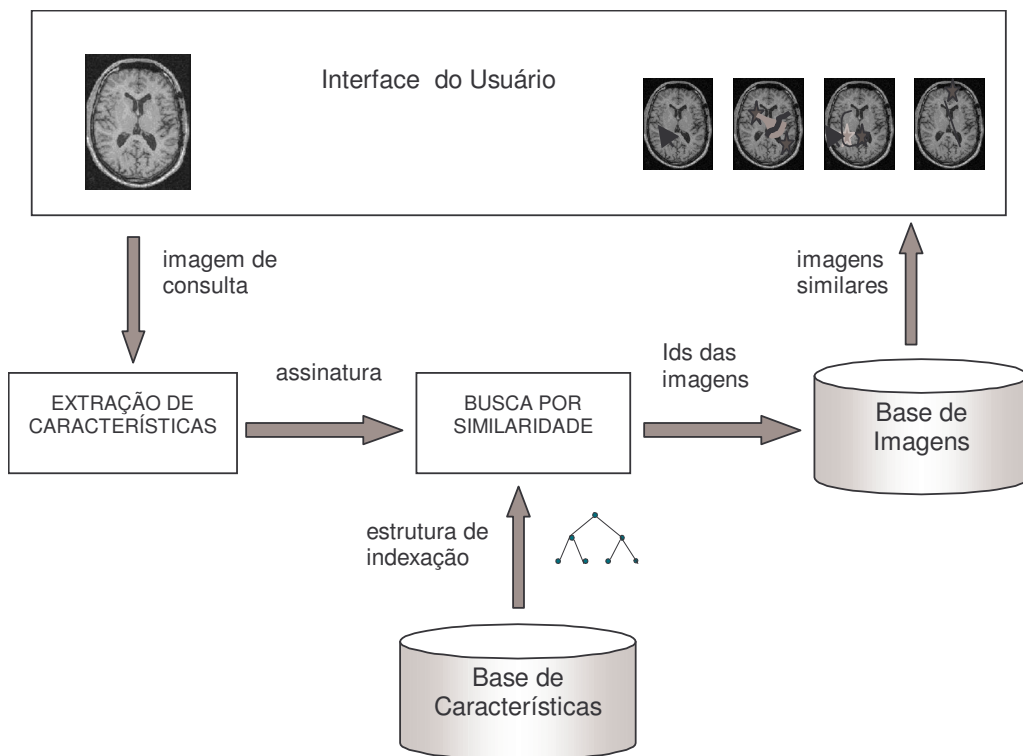 Interface do Usuário
imagem de
consulta
imagens
similares
EXTRAÇÃO DE
CARACTERÍSTICAS
assinatura
BUSCA POR
SIMILARIDADE
Ids das
imagens
Base de
Imagens
estrutura de
indexação
Base de
Características